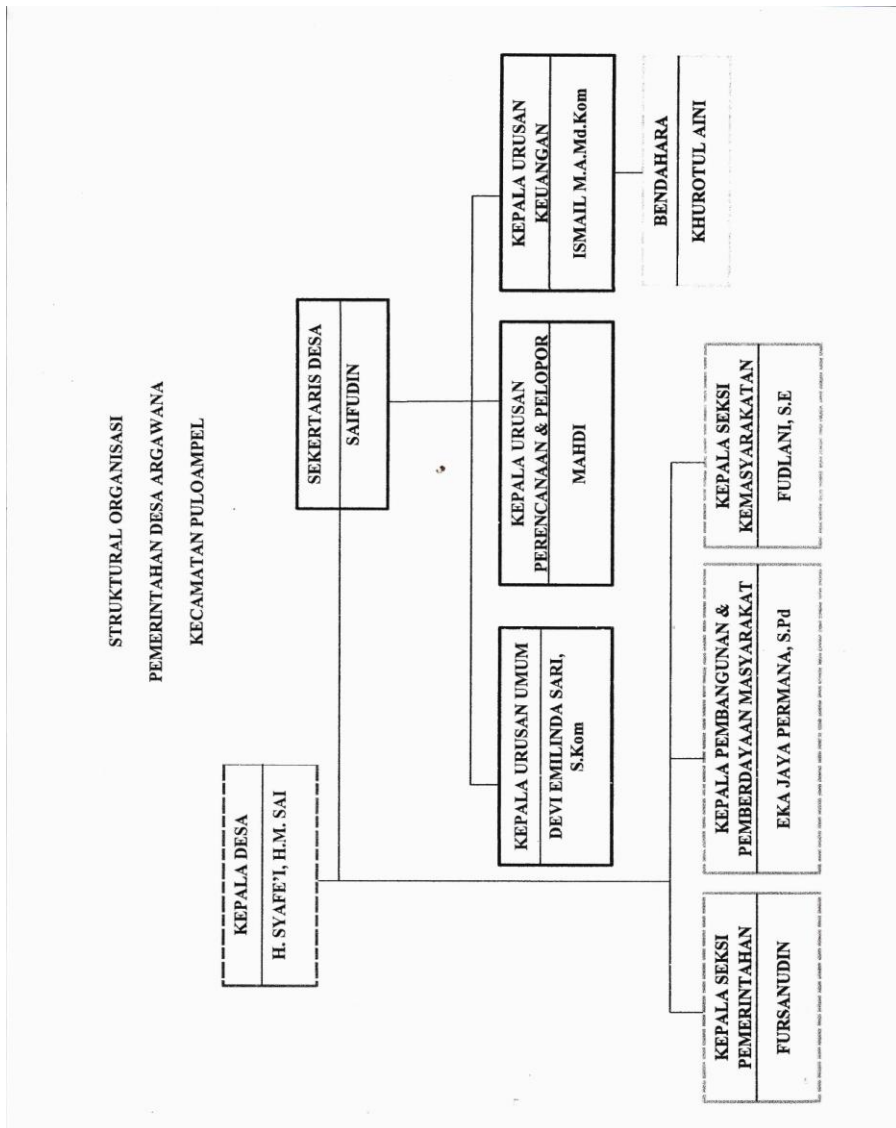 STRUKTURAL ORGANISASI
PEMERINTAHAN DESA ARGAWANA
KECAMATAN PULOAMPEL
KEPALA DESA
H. SYAFE'I, H.M. SAI
SEKERTARIS DESA
SAIFUDIN
KEPALA URUSAN UMUM
DEVI EMILINDA SARI,
S.Kom
KEPALA URUSAN
PERENCANAAN & PELOPOR
MAHDI
KEPALA URUSAN
KEUANGAN
ISMAIL M.A.Md.Kom
BENDAHARA
KHUROTUL AINI
KEPALA SEKSI
PEMERINTAHAN
FURSANUDIN
KEPALA PEMBANGUNAN &
PEMBERDAYAAN MASYARAKAT
EKA JAYA PERMANA, S.Pd
KEPALA SEKSI
KEMASYARAKATAN
FUDLANI, S.E